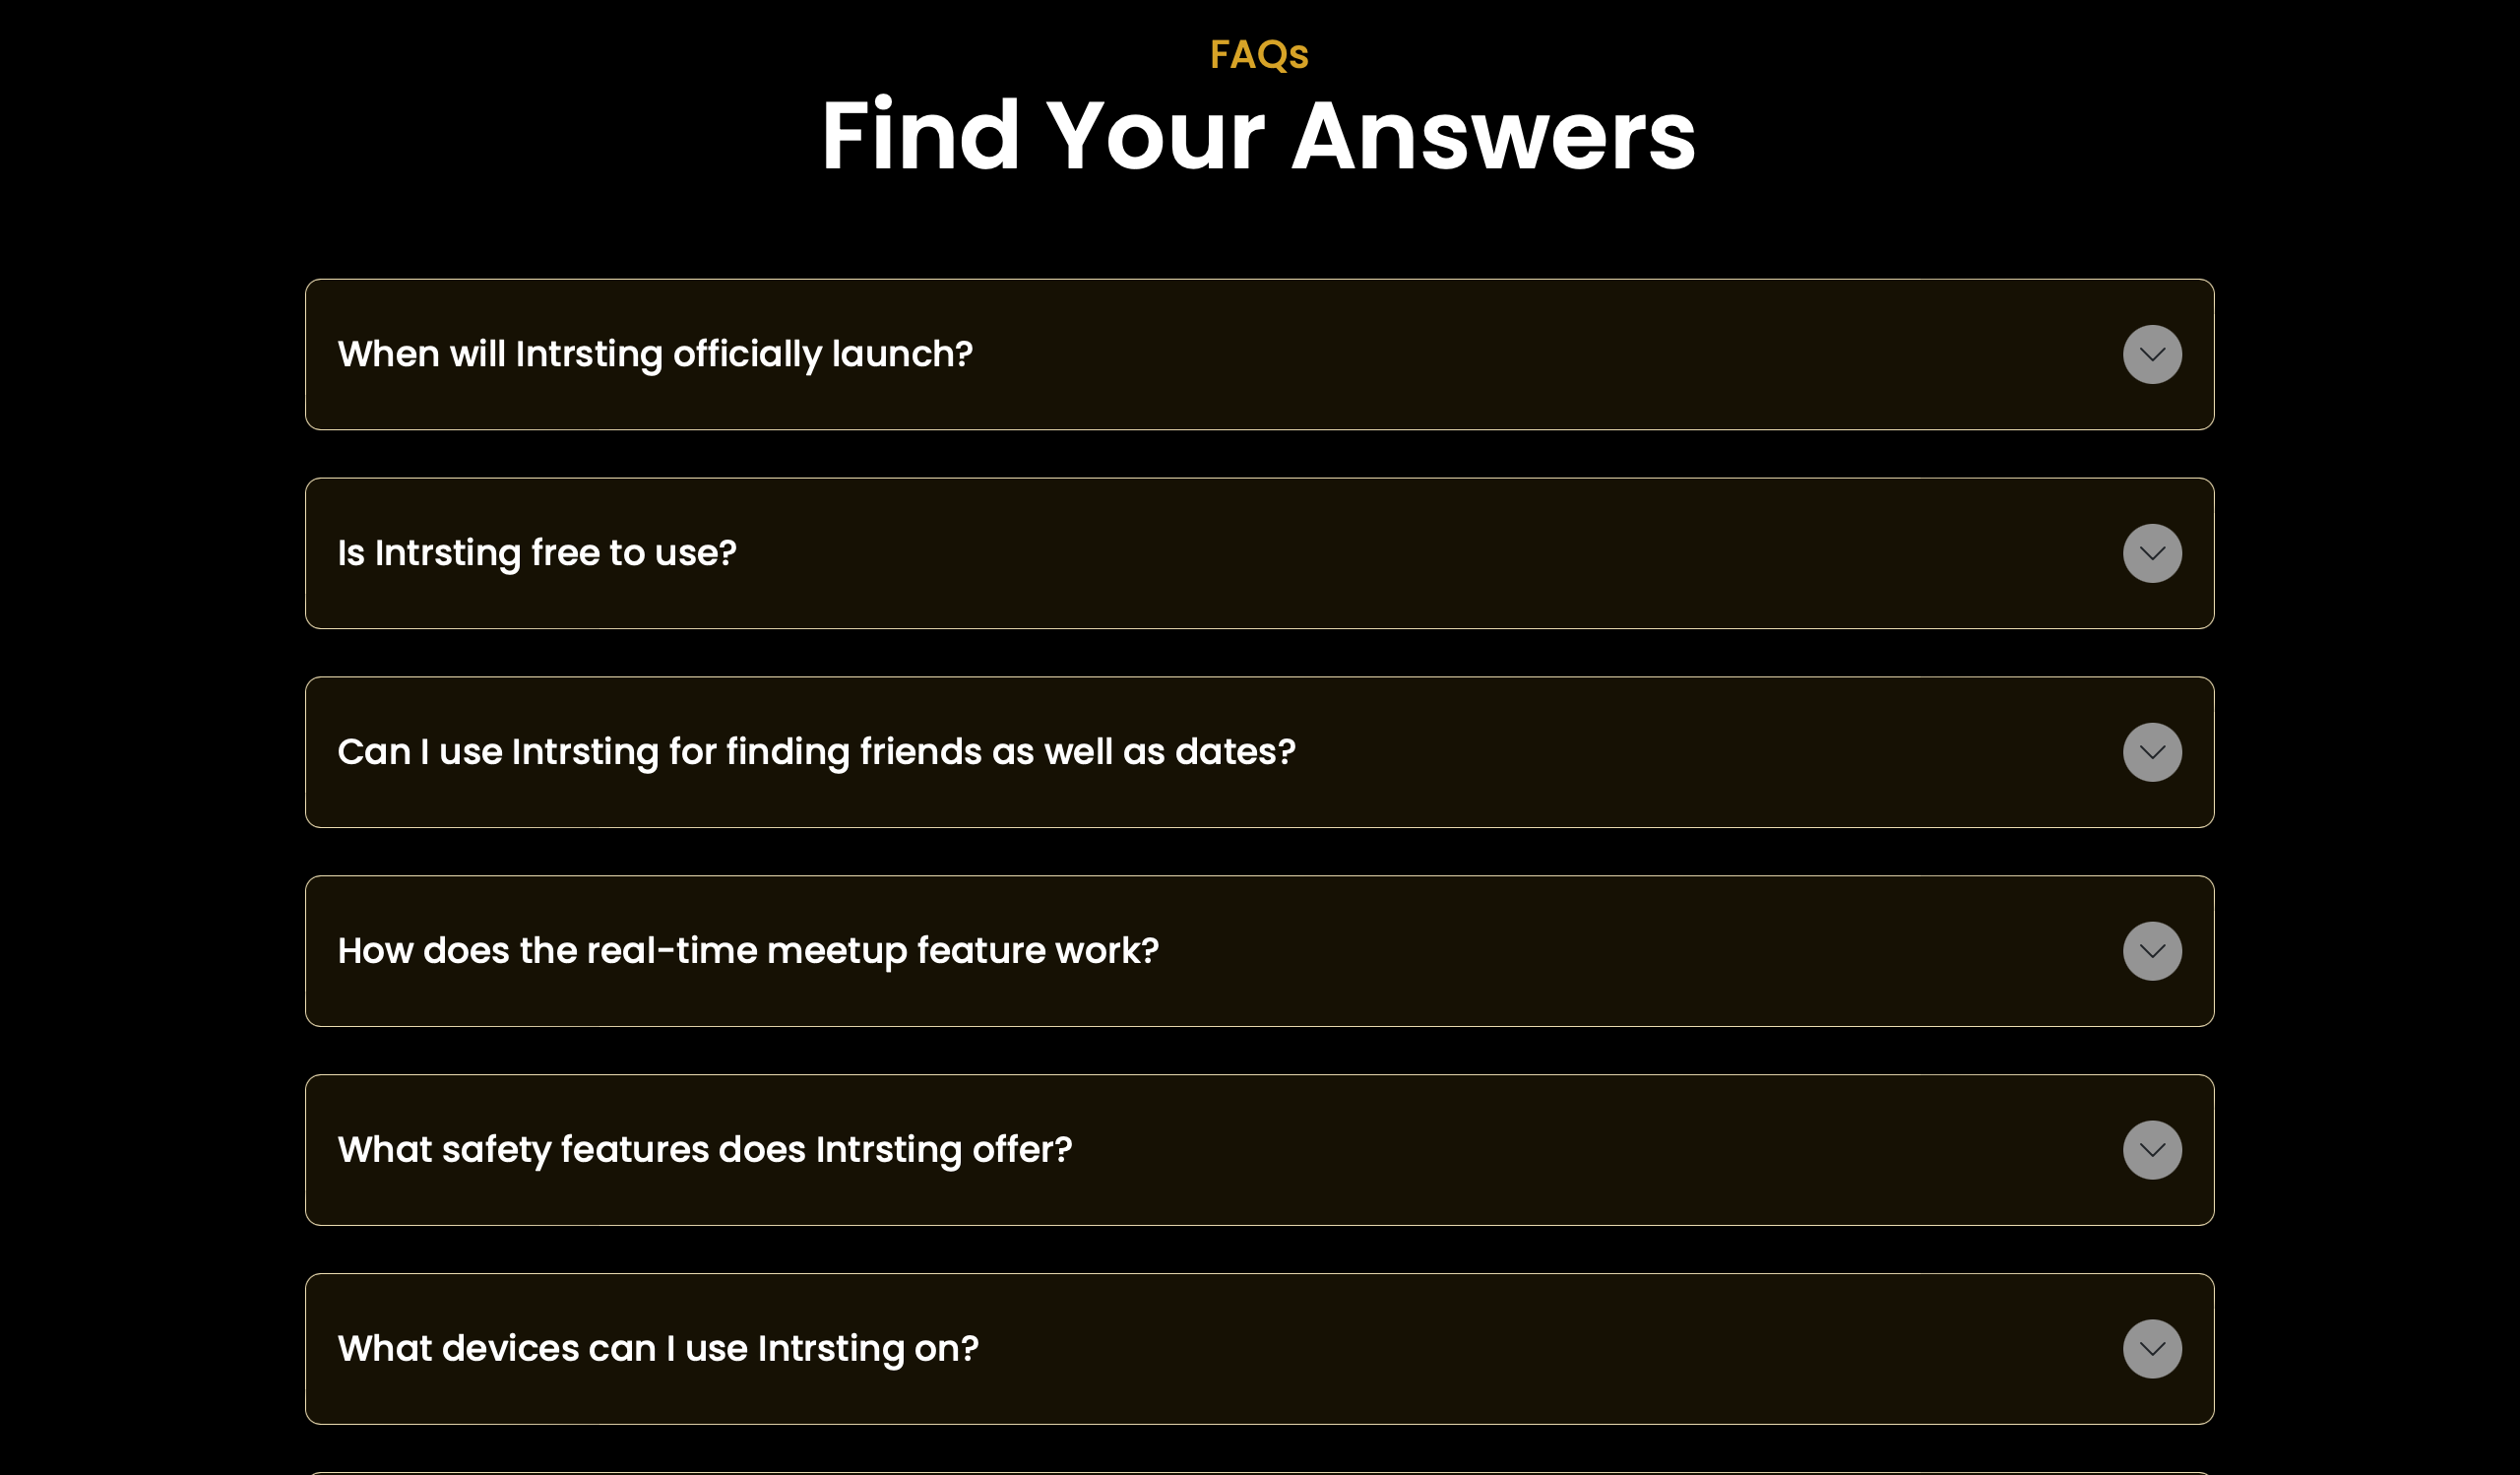 FAQs
Find Your Answers
When will Intrsting officially launch?
Is Intrsting free to use?
Can I use Intrsting for finding friends as well as dates?
How does the real-time meetup feature work?
What safety features does Intrsting offer?
What devices can I use Intrsting on?